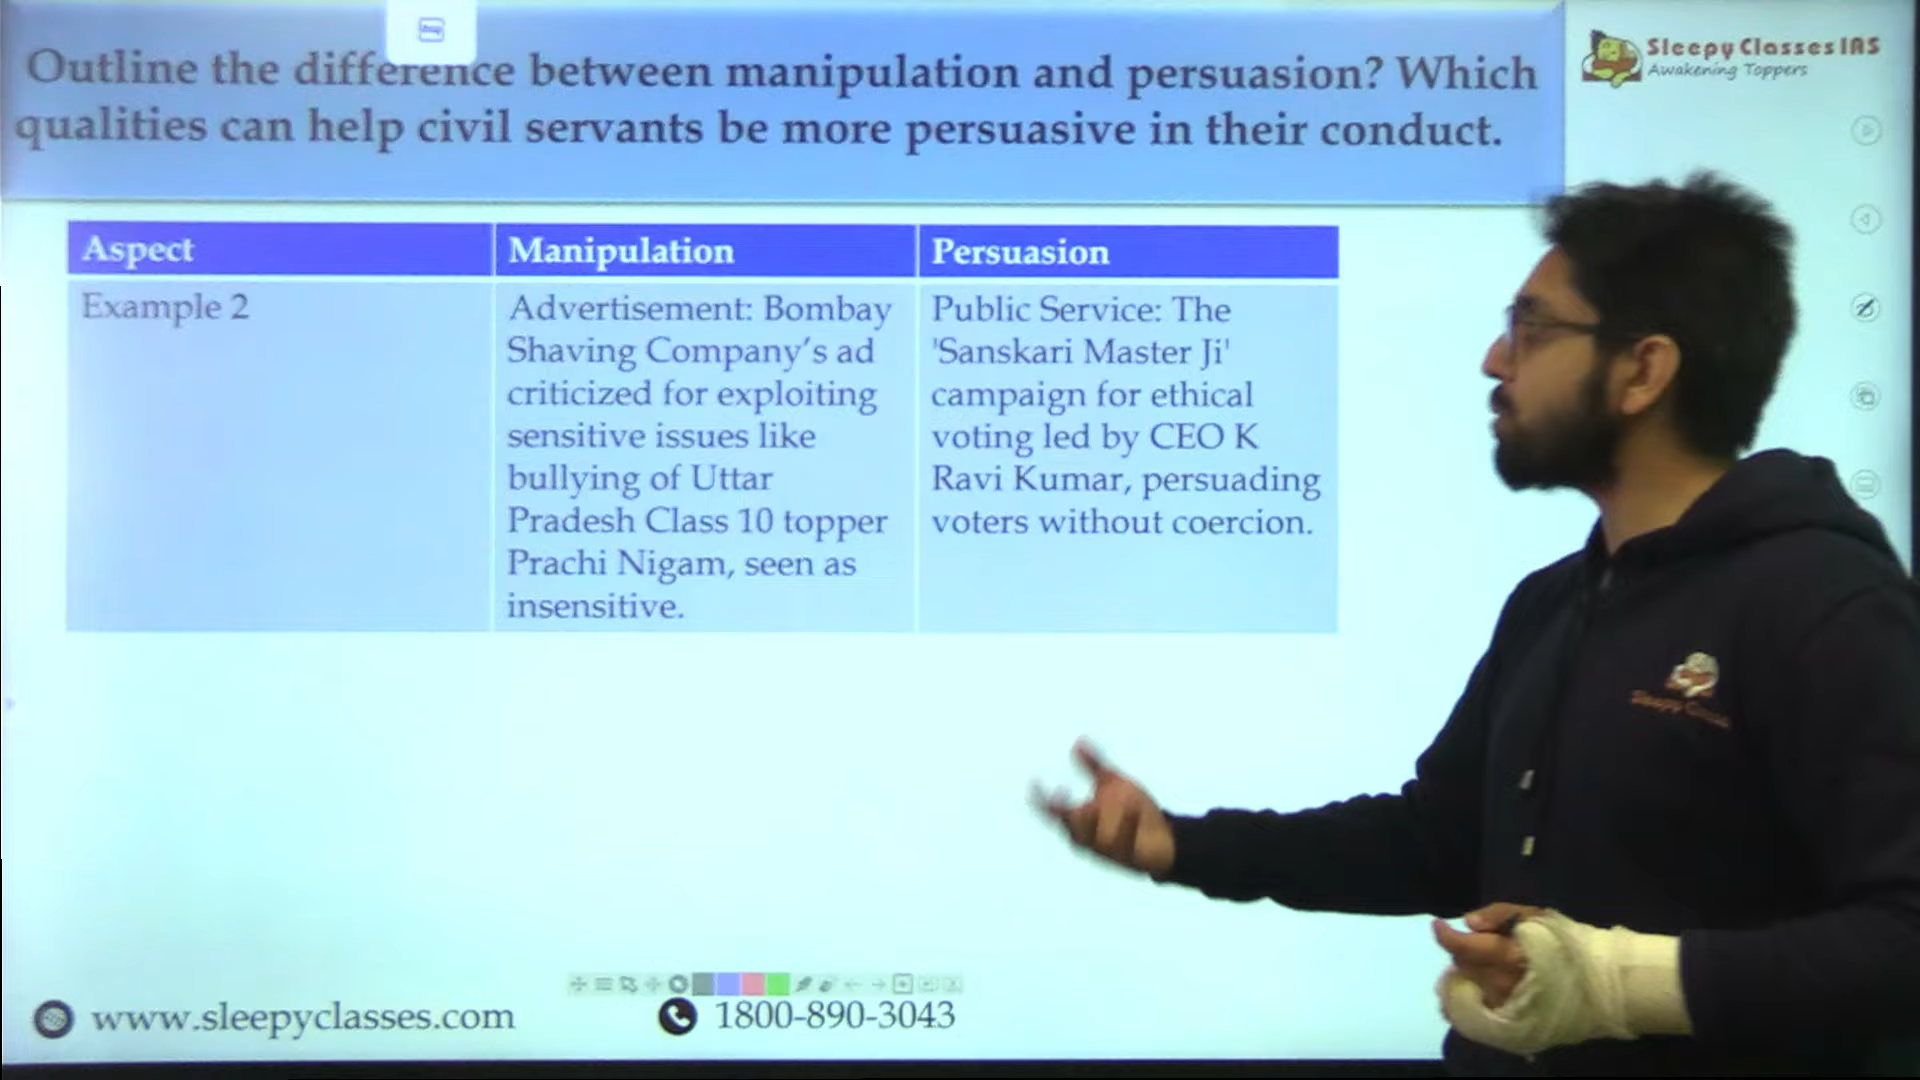 Outline the difference between manipulation and persuasion? Which
qualities can help civil servants be more persuasive in their conduct.
Sleepy Classes IAS
Awakening Toppers
Aspect
Manipulation
Persuasion
Example 2
Advertisement: Bombay
Shaving Company's ad
criticized for exploiting
sensitive issues like
bullying of Uttar
Pradesh Class 10 topper
Prachi Nigam, seen as
insensitive.
Public Service: The
'Sanskari Master Ji'
campaign for ethical
voting led by CEO K
Ravi Kumar, persuading
voters without coercion.
www.sleepyclasses.com
1800-890-3043